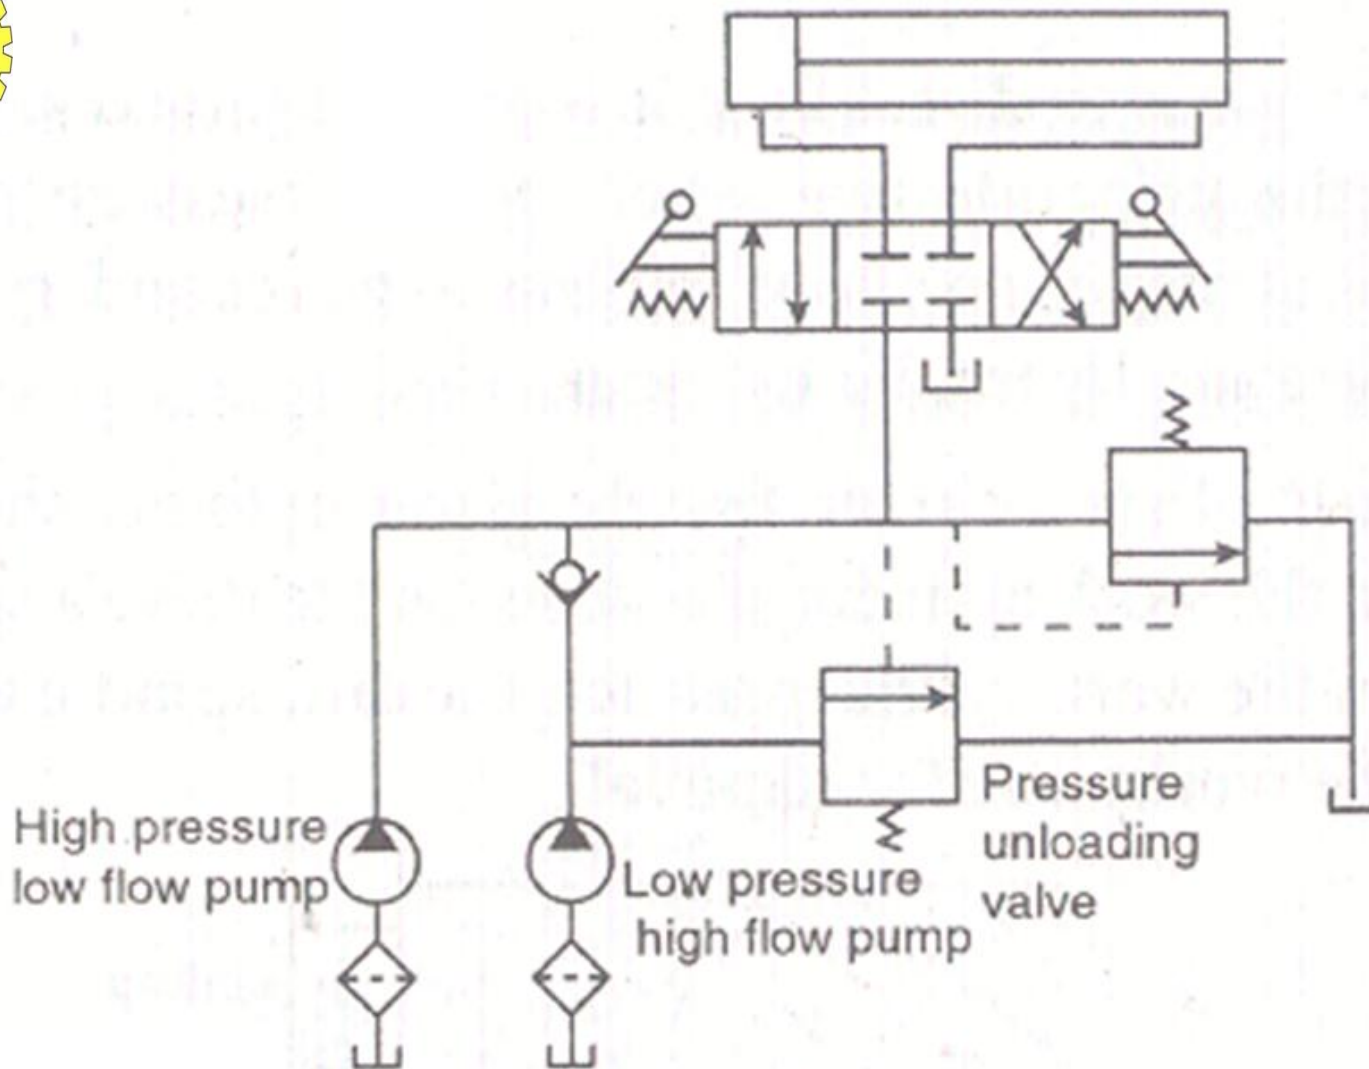 High pressure
low flow pump
Low pressure
high flow pump
Pressure
unloading
valve